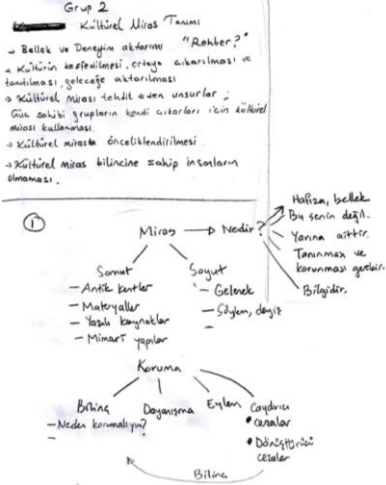 Grup 2
Kültürel Miras Tanımı
→ Bellek ve Deneyim aktarımı "Rehber?"
→ Kültürün keşfedilmesi, ortaya çıkarılması ve
tanıtılması, geleceğe aktarılması
→ Kültürel mirası tehdit eden unsurlar ;
Güç sahibi grupların kendi çıkarları için kültürel
mirası kullanması.
→ Kültürel mirasın önceliklendirilmesi.
→ Kültürel miras bilincine sahip insanların
olmaması.
①
Miras → Nedir?
Hafıza, bellek
Bu senin değil.
Yarına aittir.
Tanınması ve
korunması gerekir.
Bilgidir.
Somut
– Antik kentler
– Materyaller
– Yazılı kaynaklar
– Mimari yapılar
Soyut
– Gelenek
– Söylem, deyiş
–
Koruma
Bilinç
– Neden korumalıyım?
–
Dayanışma
Eylem
Caydırıcı
• cezalar
• Dönüştürücü
cezalar
Bilinç